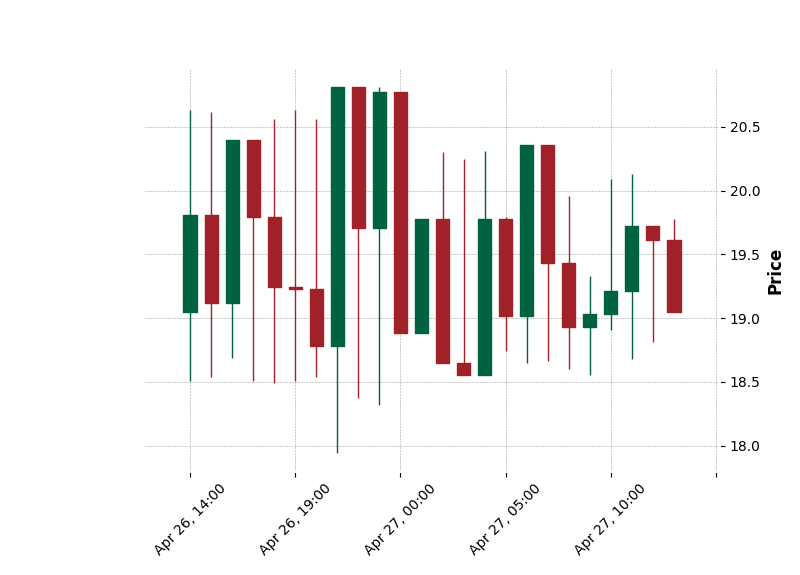 20.5
20.0
19.5
19.0
18.5
18.0
Price
Apr 26, 14:00
Apr 26, 19:00
Apr 27, 00:00
Apr 27, 05:00
Apr 27, 10:00